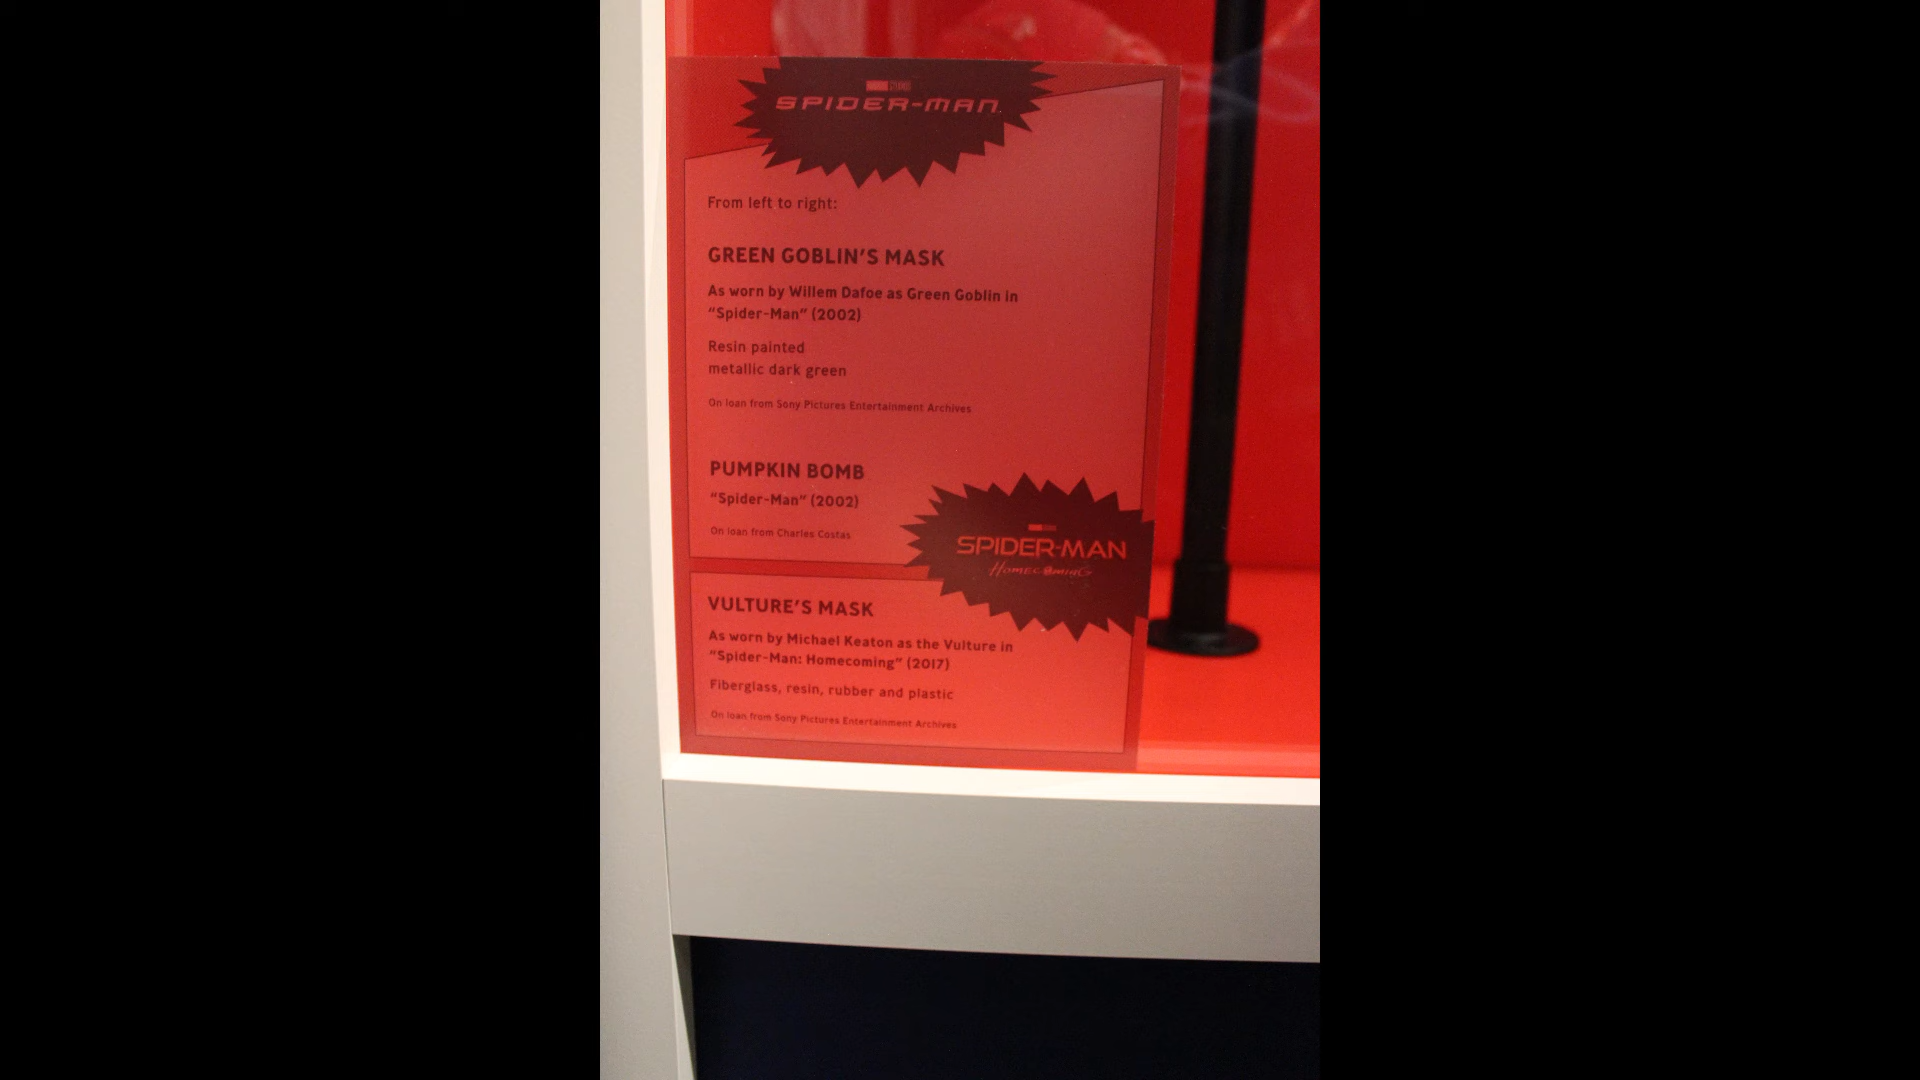 SPIDER-MAN
From left to right:
GREEN GOBLIN'S MASK
As worn by Willem Dafoe as Green Goblin in
“Spider-Man” (2002)
Resin painted
metallic dark green
On loan from Sony Pictures Entertainment Archives
PUMPKIN BOMB
“Spider-Man” (2002)
On loan from Charles Costas
SPIDER-MAN
HOMECOMING
VULTURE'S MASK
As worn by Michael Keaton as the Vulture in
“Spider-Man: Homecoming” (2017)
Fiberglass, resin, rubber and plastic
On loan from Sony Pictures Entertainment Archives